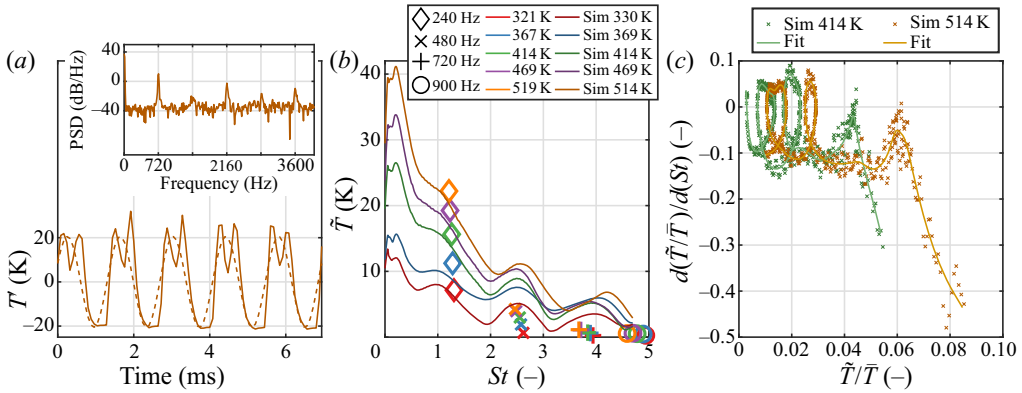 (a)
PSD (dB/Hz)
40
0
−40
0 720 2160 3600
Frequency (Hz)
T′ (K)
20
0
−20
0 2 4 6
Time (ms)
(b)
240 Hz 321 K Sim 330 K
480 Hz 367 K Sim 369 K
720 Hz 414 K Sim 414 K
900 Hz 469 K Sim 469 K
519 K Sim 514 K
T̃ (K)
40
30
20
10
0 1 2 3 4 5
St (–)
Sim 414 K Sim 514 K
Fit Fit
(c)
d(T̃/T̄)/d(St) (–)
0.1
0
−0.1
−0.2
−0.3
−0.4
−0.5
0 0.02 0.04 0.06 0.10
T̃/T̄ (–)